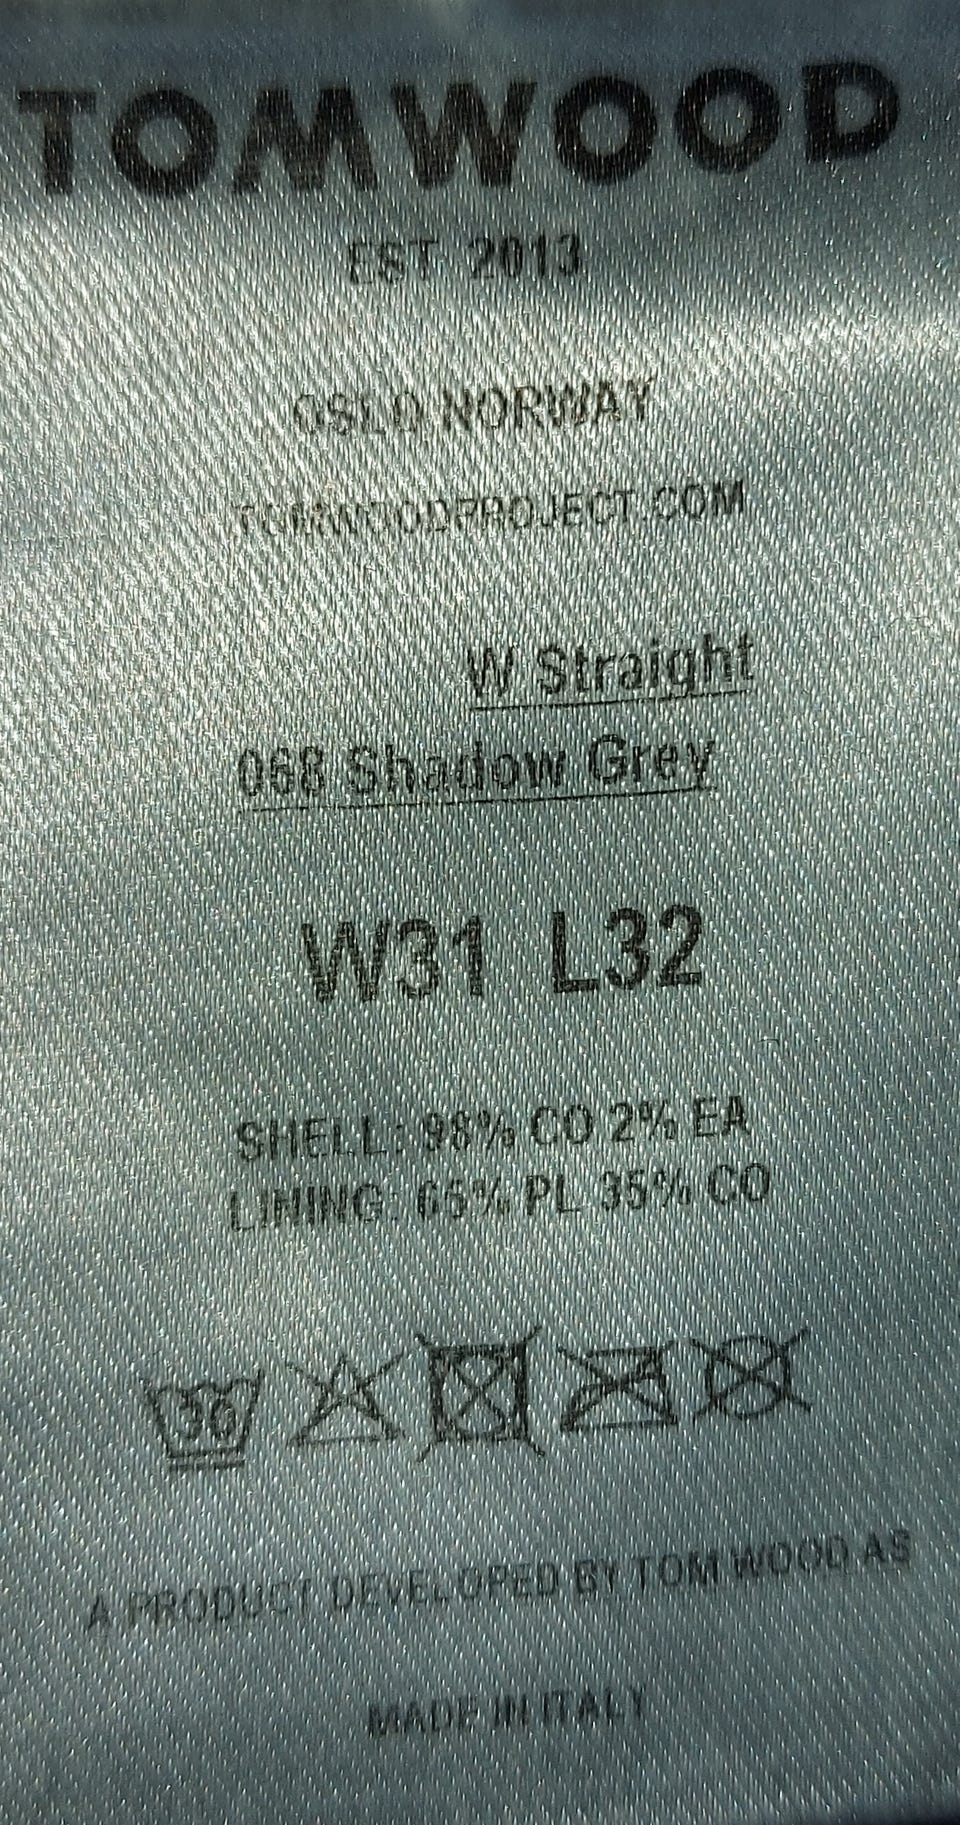 TOMWOOD
EST 2013
OSLO NORWAY
TOMWOODPROJECT.COM
W Straight
068 Shadow Grey
W31 L32
SHELL: 98% CO 2% EA
LINING: 65% PL 35% CO
30
A PRODUCT DEVELOPED BY TOM WOOD AS
MADE IN ITALY